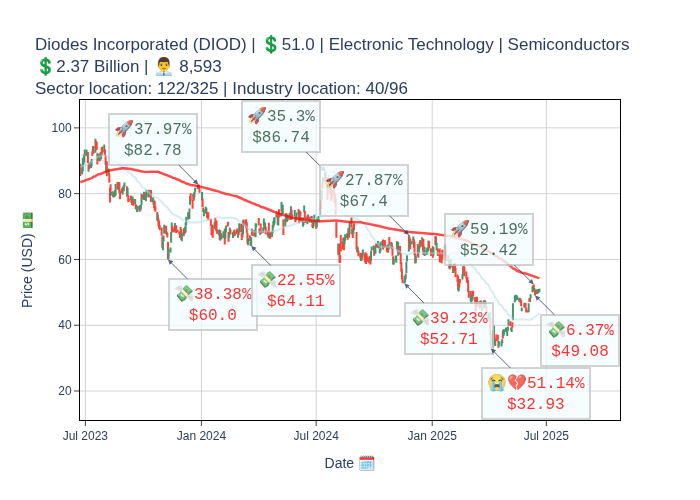 Diodes Incorporated (DIOD) | 💲51.0 | Electronic Technology | Semiconductors
💲2.37 Billion | 👨‍💼 8,593
Sector location: 122/325 | Industry location: 40/96
🚀37.97%
$82.78
🚀35.3%
$86.74
🚀27.87%
$67.4
🚀59.19%
$52.42
💸38.38%
$60.0
💸22.55%
$64.11
💸39.23%
$52.71
💸6.37%
$49.08
😭💔51.14%
$32.93
100
80
60
40
20
Price (USD) 💵
Jul 2023
Jan 2024
Jul 2024
Jan 2025
Jul 2025
Date 🗓️